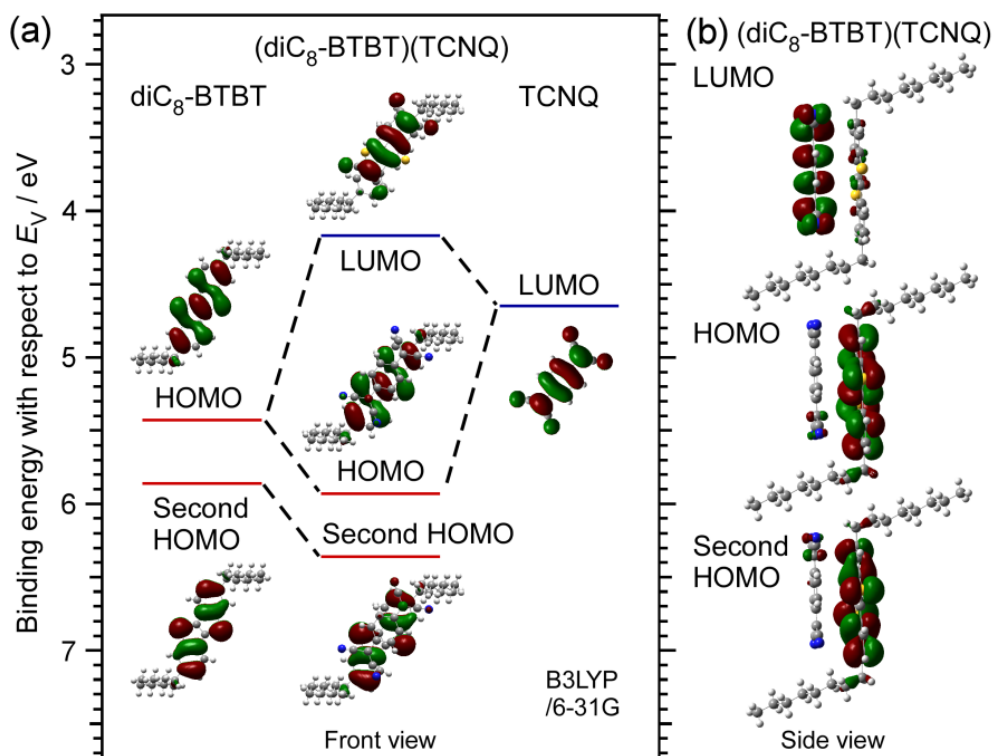 (a)
(diC₈-BTBT)(TCNQ)
diC₈-BTBT
TCNQ
Binding energy with respect to E_V / eV
3
4
5
6
7
LUMO
LUMO
HOMO
HOMO
Second
HOMO
Second HOMO
B3LYP
/6-31G
Front view
(b) (diC₈-BTBT)(TCNQ)
LUMO
HOMO
Second
HOMO
Side view